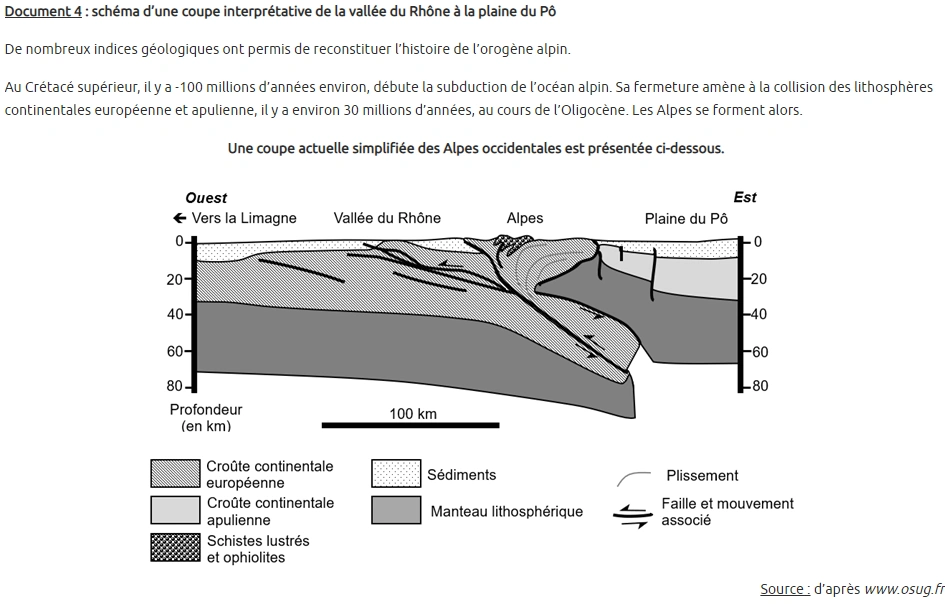 Document 4 : schéma d’une coupe interprétative de la vallée du Rhône à la plaine du Pô
De nombreux indices géologiques ont permis de reconstituer l’histoire de l’orogène alpin.
Au Crétacé supérieur, il y a -100 millions d’années environ, débute la subduction de l’océan alpin. Sa fermeture amène à la collision des lithosphères
continentales européenne et apulienne, il y a environ 30 millions d’années, au cours de l’Oligocène. Les Alpes se forment alors.
Une coupe actuelle simplifiée des Alpes occidentales est présentée ci-dessous.
Ouest Est
← Vers la Limagne Vallée du Rhône Alpes Plaine du Pô
0 0
20 20
40 40
60 60
80 80
Profondeur
(en km)
100 km
Croûte continentale
européenne
Croûte continentale
apulienne
Schistes lustrés
et ophiolites
Sédiments
Manteau lithosphérique
Plissement
Faille et mouvement
associé
Source : d’après www.osug.fr